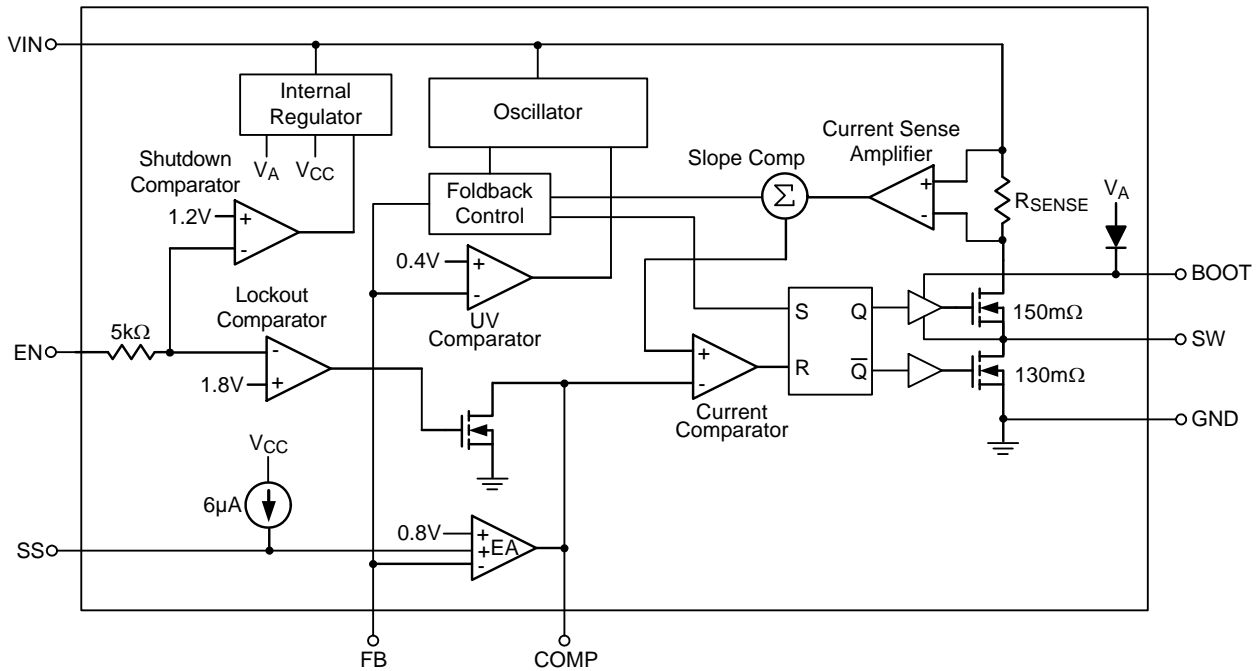 VIN
Internal
Regulator
Oscillator
Current Sense
Amplifier
Shutdown
Comparator
VA
VCC
Slope Comp
Foldback
Control
Σ
+
-
RSENSE
VA
1.2V
+
-
0.4V
+
-
UV
Comparator
BOOT
Lockout
Comparator
S
Q
150mΩ
5kΩ
EN
-
+
1.8V
+
-
R
Q
SW
130mΩ
Current
Comparator
GND
VCC
6µA
0.8V
+
+
-
EA
SS
FB
COMP